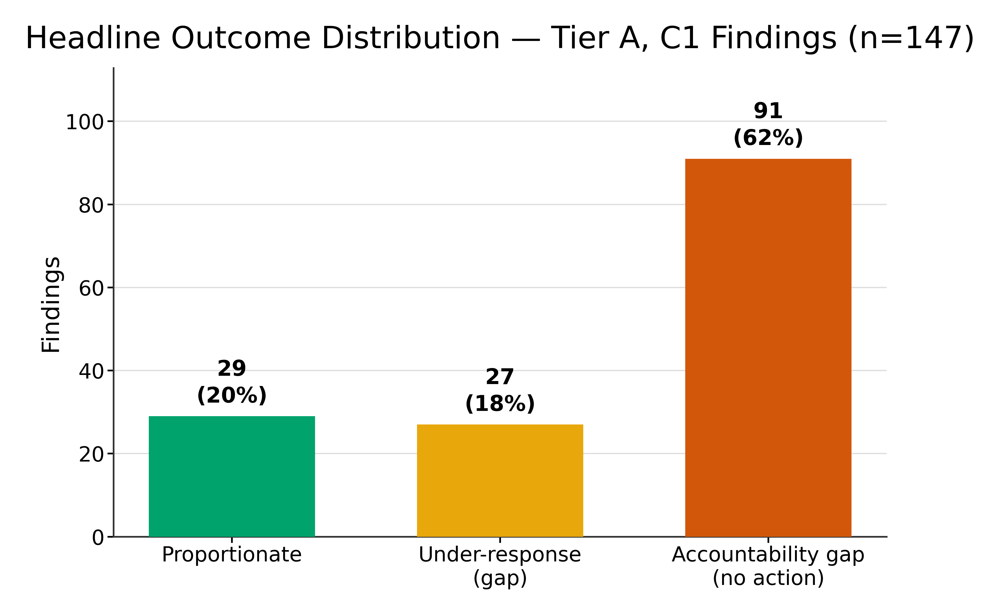 Headline Outcome Distribution — Tier A, C1 Findings (n=147)
Findings
100
80
60
40
20
0
29
(20%)
27
(18%)
91
(62%)
Proportionate
Under-response
(gap)
Accountability gap
(no action)